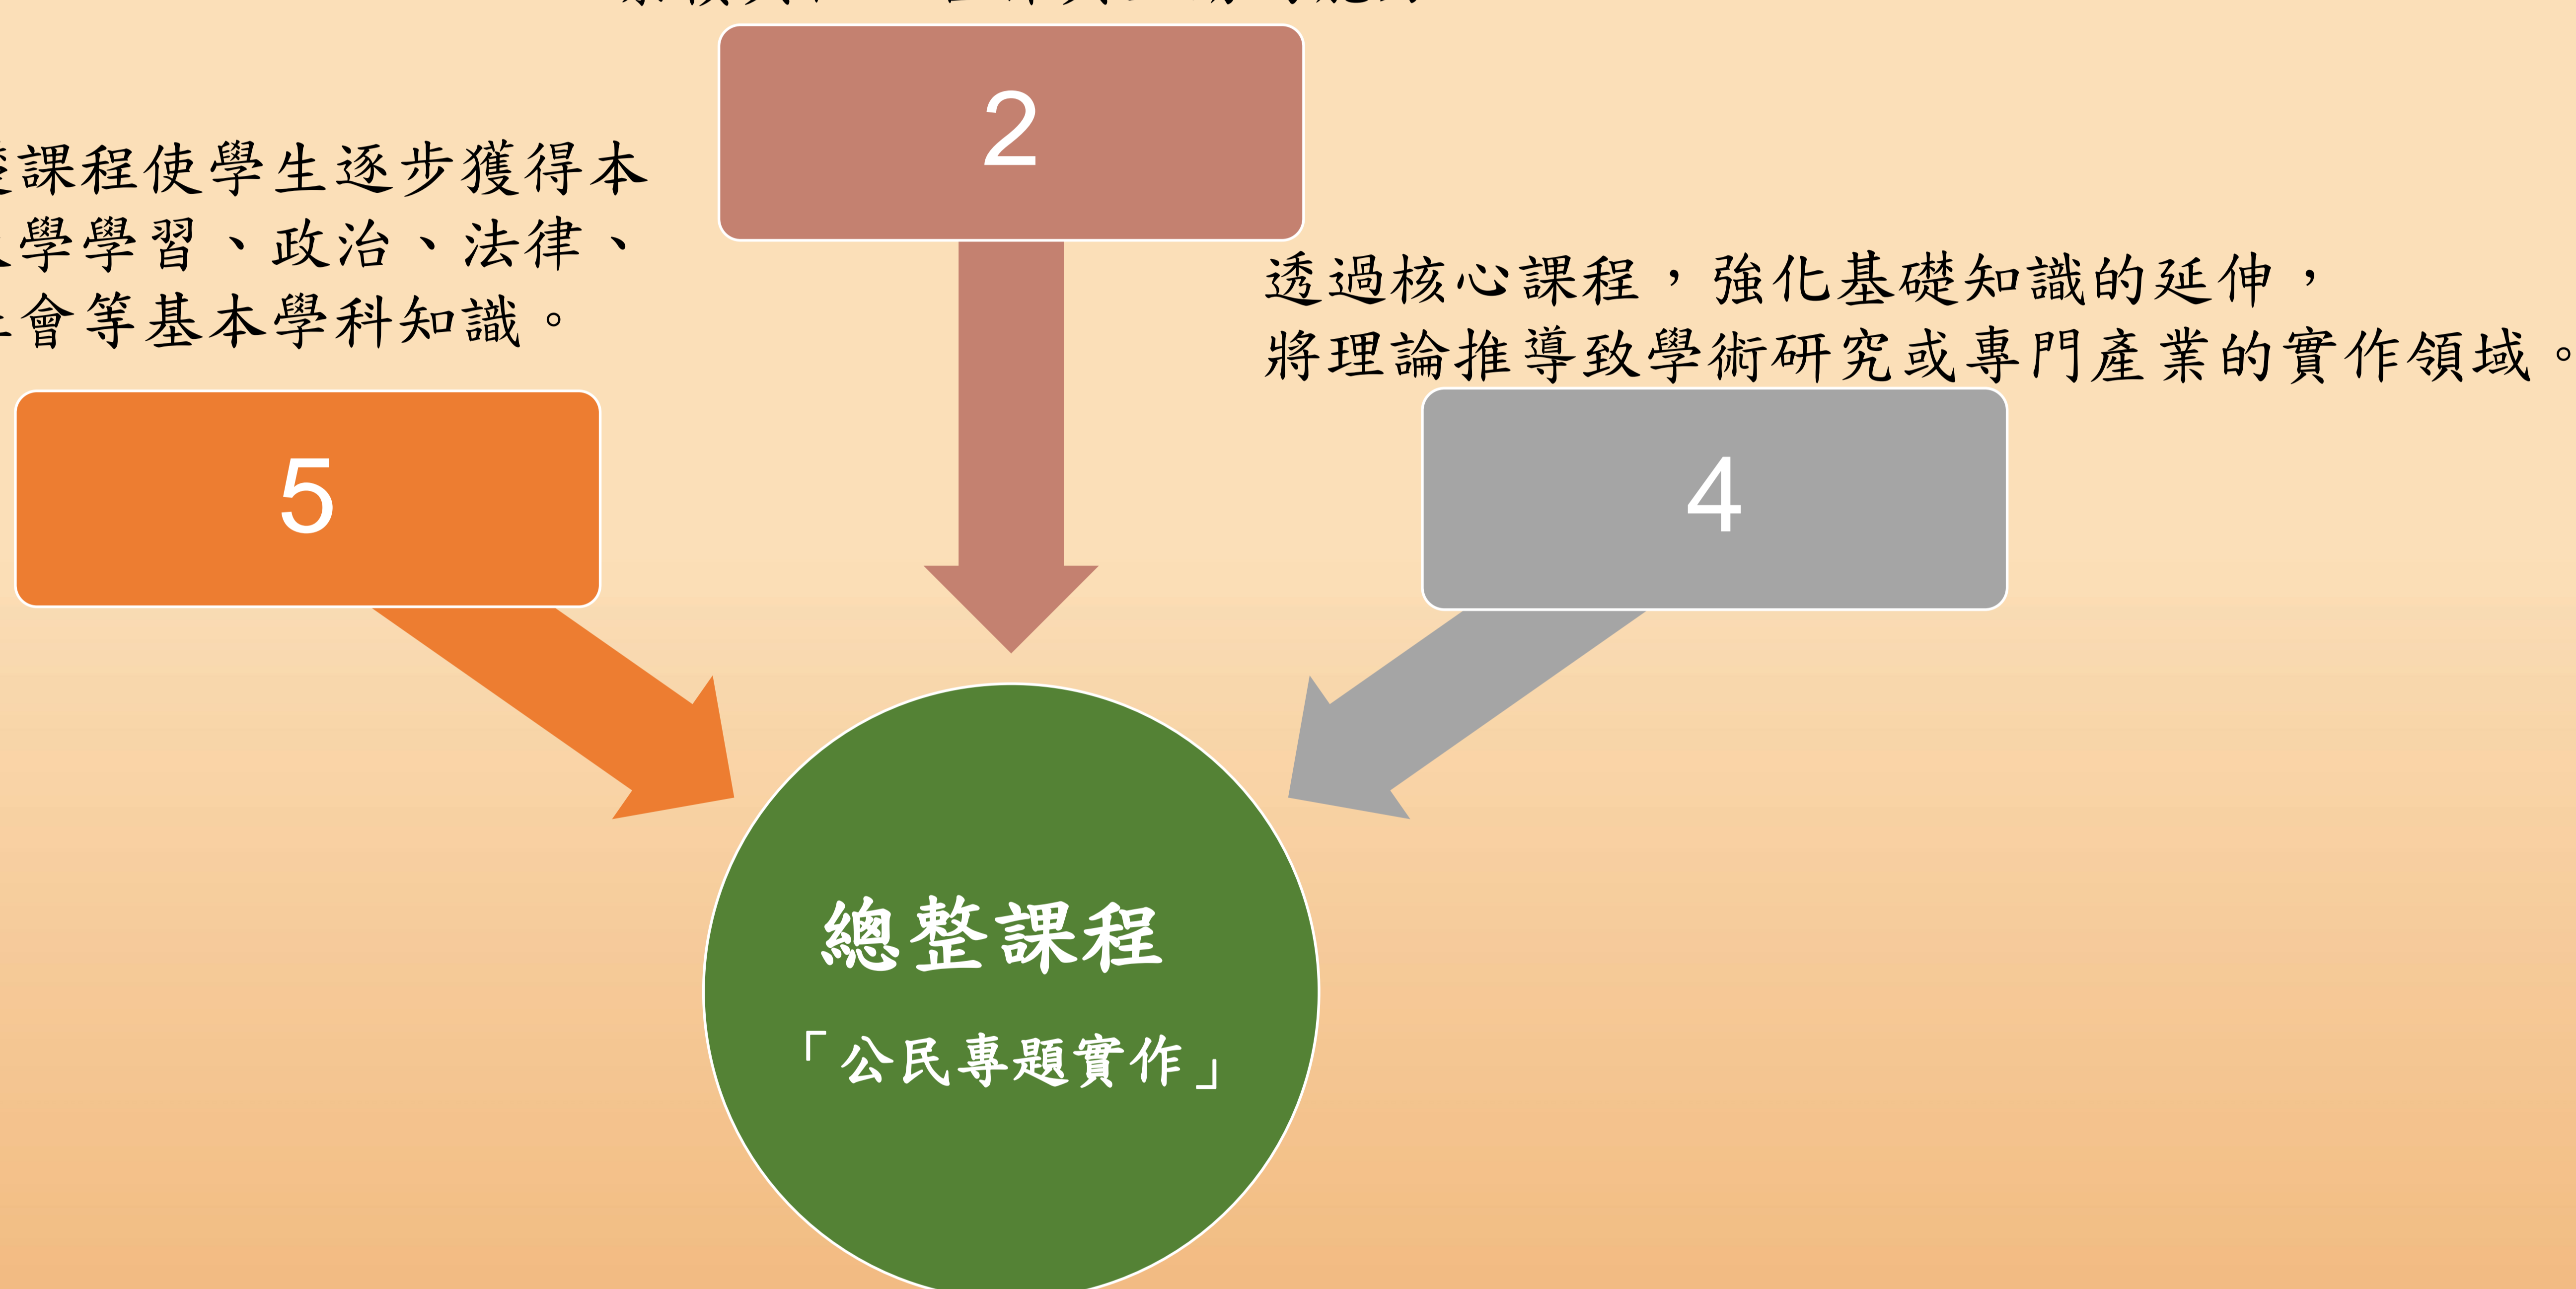 2
課程使學生逐步獲得本
學學習、政治、法律、
會等基本學科知識。
透過核心課程，強化基礎知識的延伸，
將理論推導致學術研究或專門產業的實作領域。
5
4
總整課程
「公民專題實作」